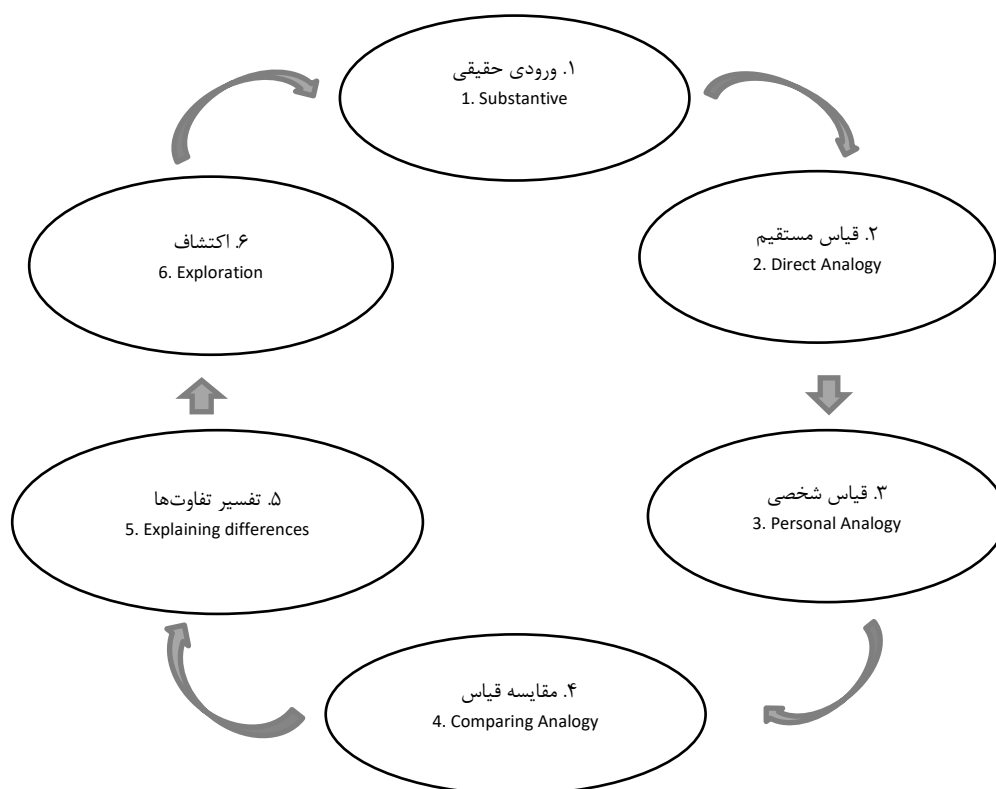 ۱. ورودی حقیقی
1. Substantive
۲. قیاس مستقیم
2. Direct Analogy
۳. قیاس شخصی
3. Personal Analogy
۴. مقایسه قیاس
4. Comparing Analogy
۵. تفسیر تفاوت‌ها
5. Explaining differences
۶. اکتشاف
6. Exploration